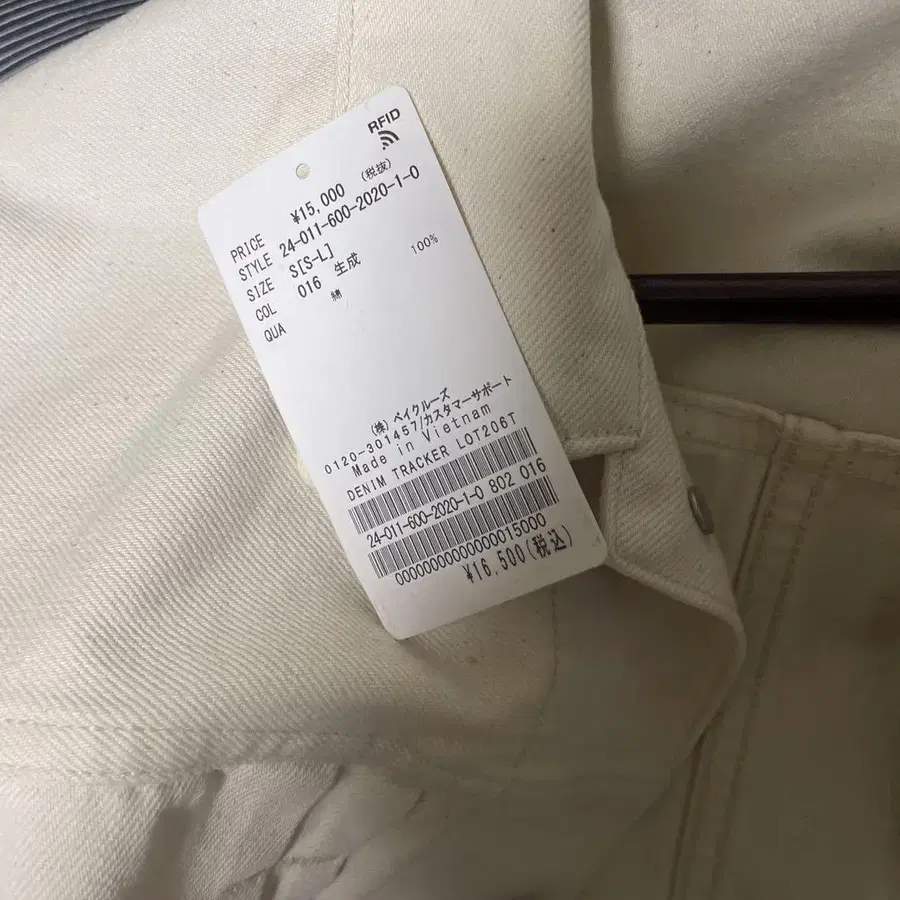 RFID
PRICE ¥15,000 (税抜)
STYLE 24-011-600-2020-1-0
SIZE S[S-L]
COL 016 生成
QUA 綿 100%
(株) ベイクルーズ
0120-301457/カスタマーサポート
Made in Vietnam
DENIM TRACKER LOT206T
24-011-600-2020-1-0 802 016
0000000000000015000
¥16,500(税込)